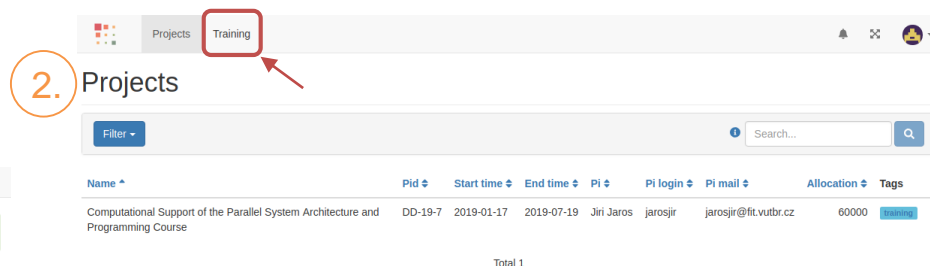 Projects Training
2.
Projects
Filter Search...
Name Pid Start time End time Pi Pi login Pi mail Allocation Tags
Computational Support of the Parallel System Architecture and DD-19-7 2019-01-17 2019-07-19 Jiri Jaros jarosjir jarosjir@fit.vutbr.cz 60000 training
Programming Course
Total 1